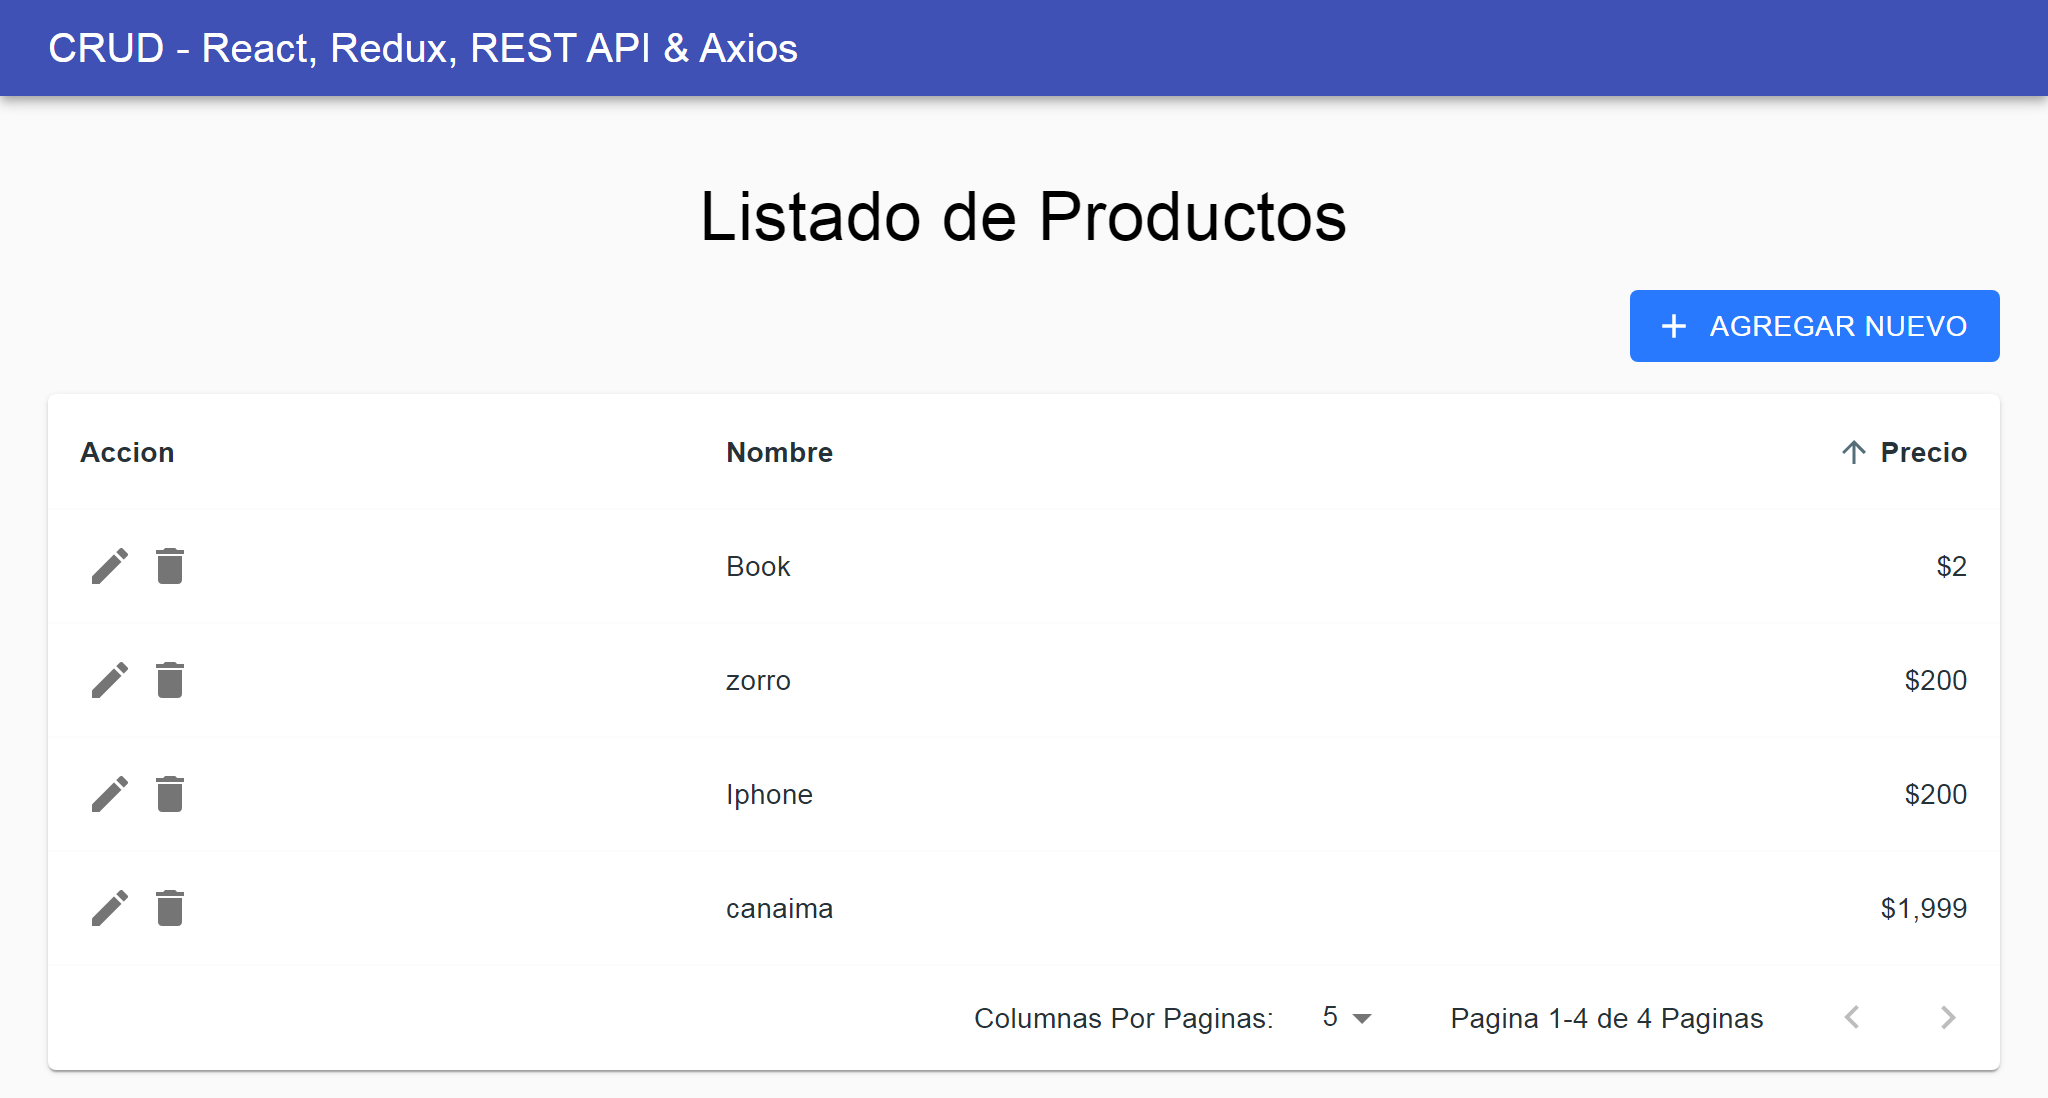 CRUD - React, Redux, REST API & Axios
Listado de Productos
AGREGAR NUEVO
Accion Nombre Precio
Book $2
zorro $200
Iphone $200
canaima $1,999
Columnas Por Paginas: 5 Pagina 1-4 de 4 Paginas